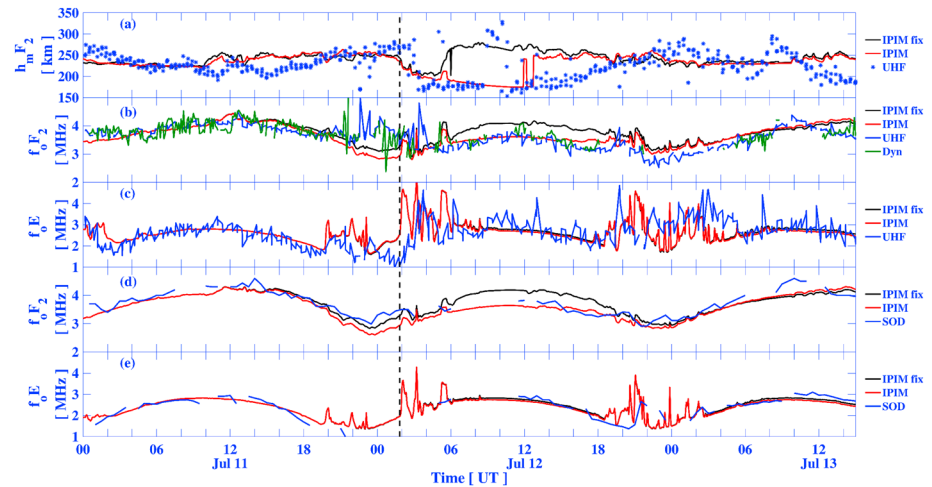 350
300
250
200
150
h_mF_2
[ km ]
(a)
IPIM fix
IPIM
UHF
4
3
2
f_oF_2
[ MHz ]
(b)
IPIM fix
IPIM
UHF
Dyn
4
3
2
1
f_oE
[ MHz ]
(c)
IPIM fix
IPIM
UHF
4
3
2
f_oF_2
[ MHz ]
(d)
IPIM fix
IPIM
SOD
4
3
2
1
f_oE
[ MHz ]
(e)
IPIM fix
IPIM
SOD
00 06 12 18 00 06 12 18 00 06 12
Jul 11 Jul 12 Jul 13
Time [ UT ]